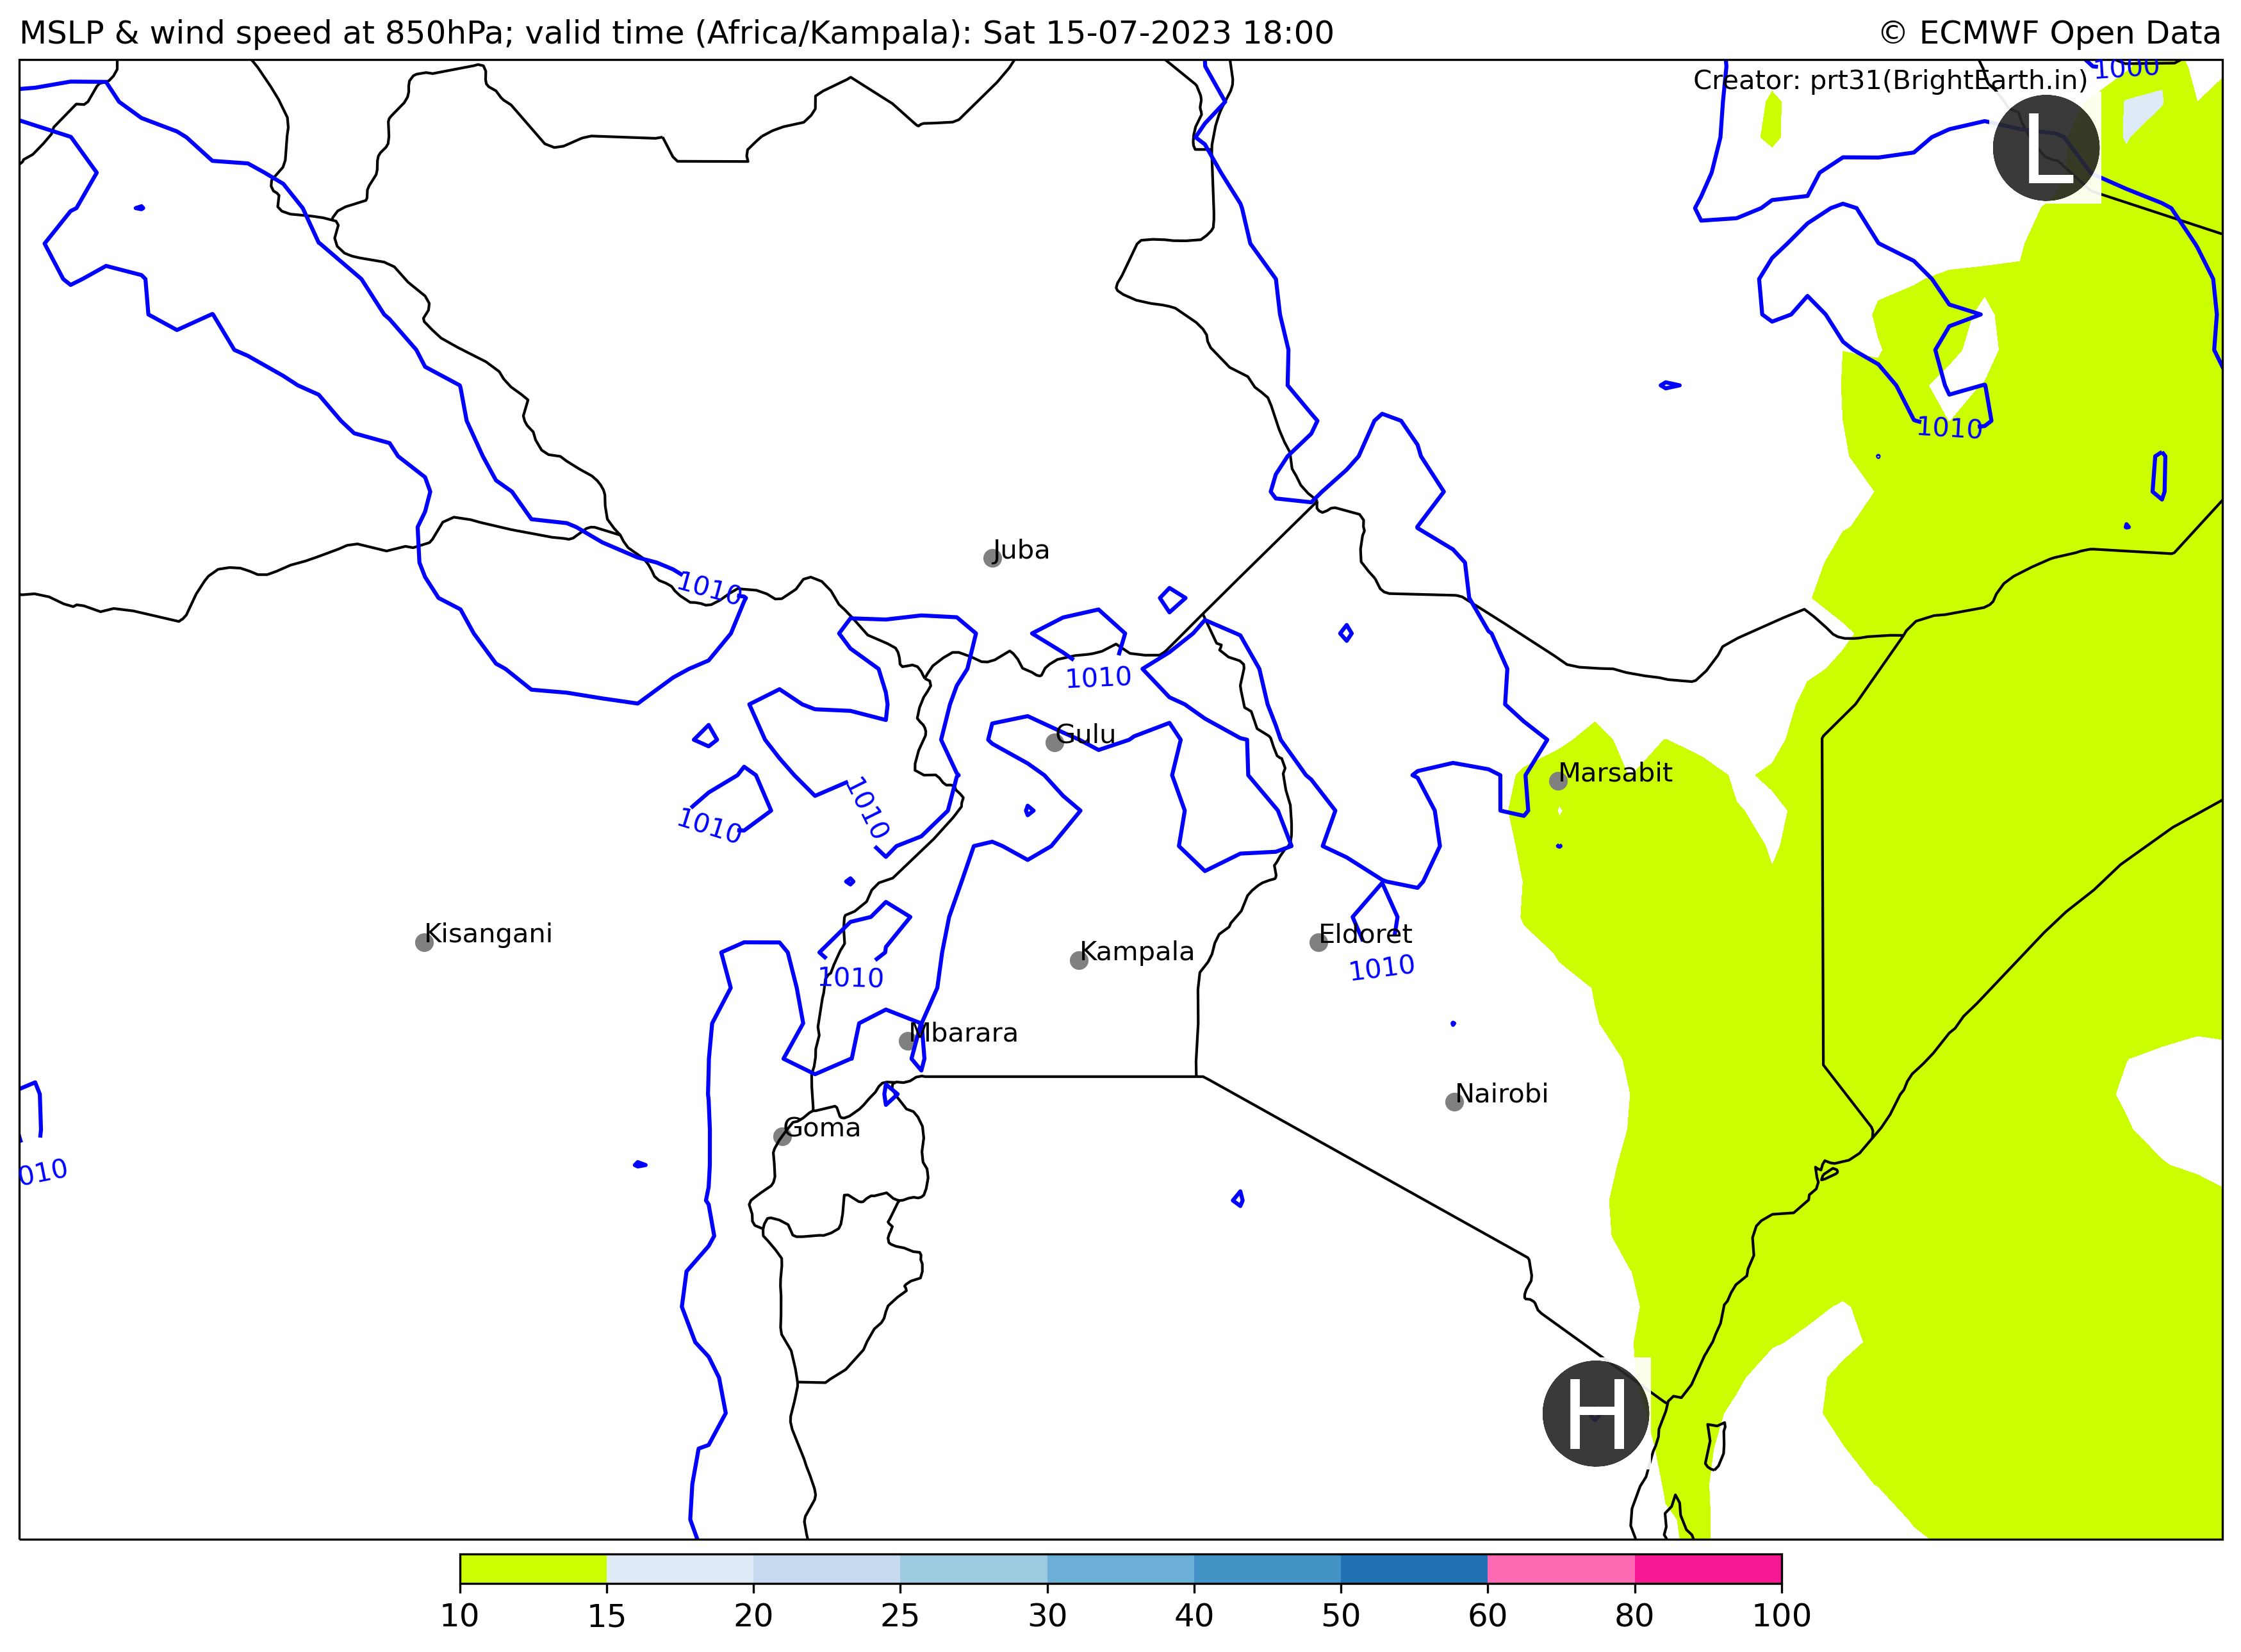 MSLP & wind speed at 850hPa; valid time (Africa/Kampala): Sat 15-07-2023 18:00
© ECMWF Open Data
1000
Creator: prt31(BrightEarth.in)
L
1010
Juba
1010
1010
Gulu
Marsabit
1010
1010
Kisangani
Eldoret
Kampala
1010
1010
Mbarara
Nairobi
Goma
010
H
10 15 20 25 30 40 50 60 80 100